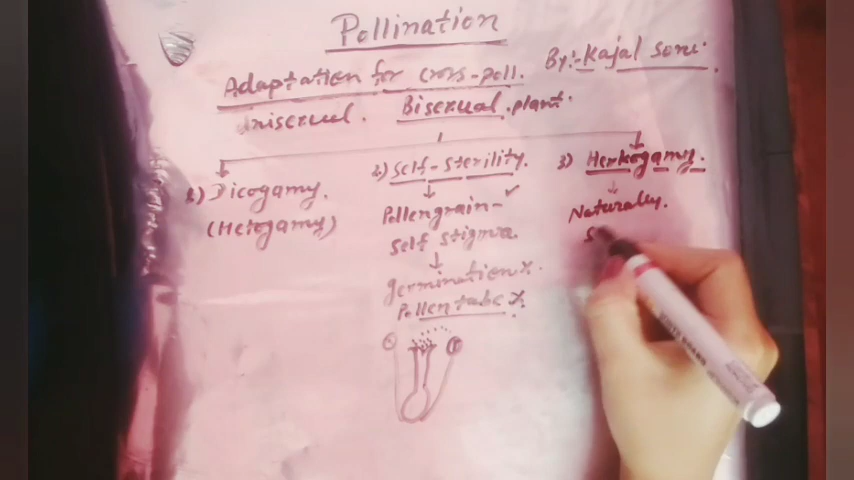 Pollination
By:- Kajal soni
Adaptation for cross-poll.
Unisexual. Bisexual plant.
1) Dicogamy.
(Hetogamy)
2) Self-sterility.
Pollengrain- ✓
self stigma.
germination x.
Pollen tube x.
3) Herkogamy.
Naturally.
S